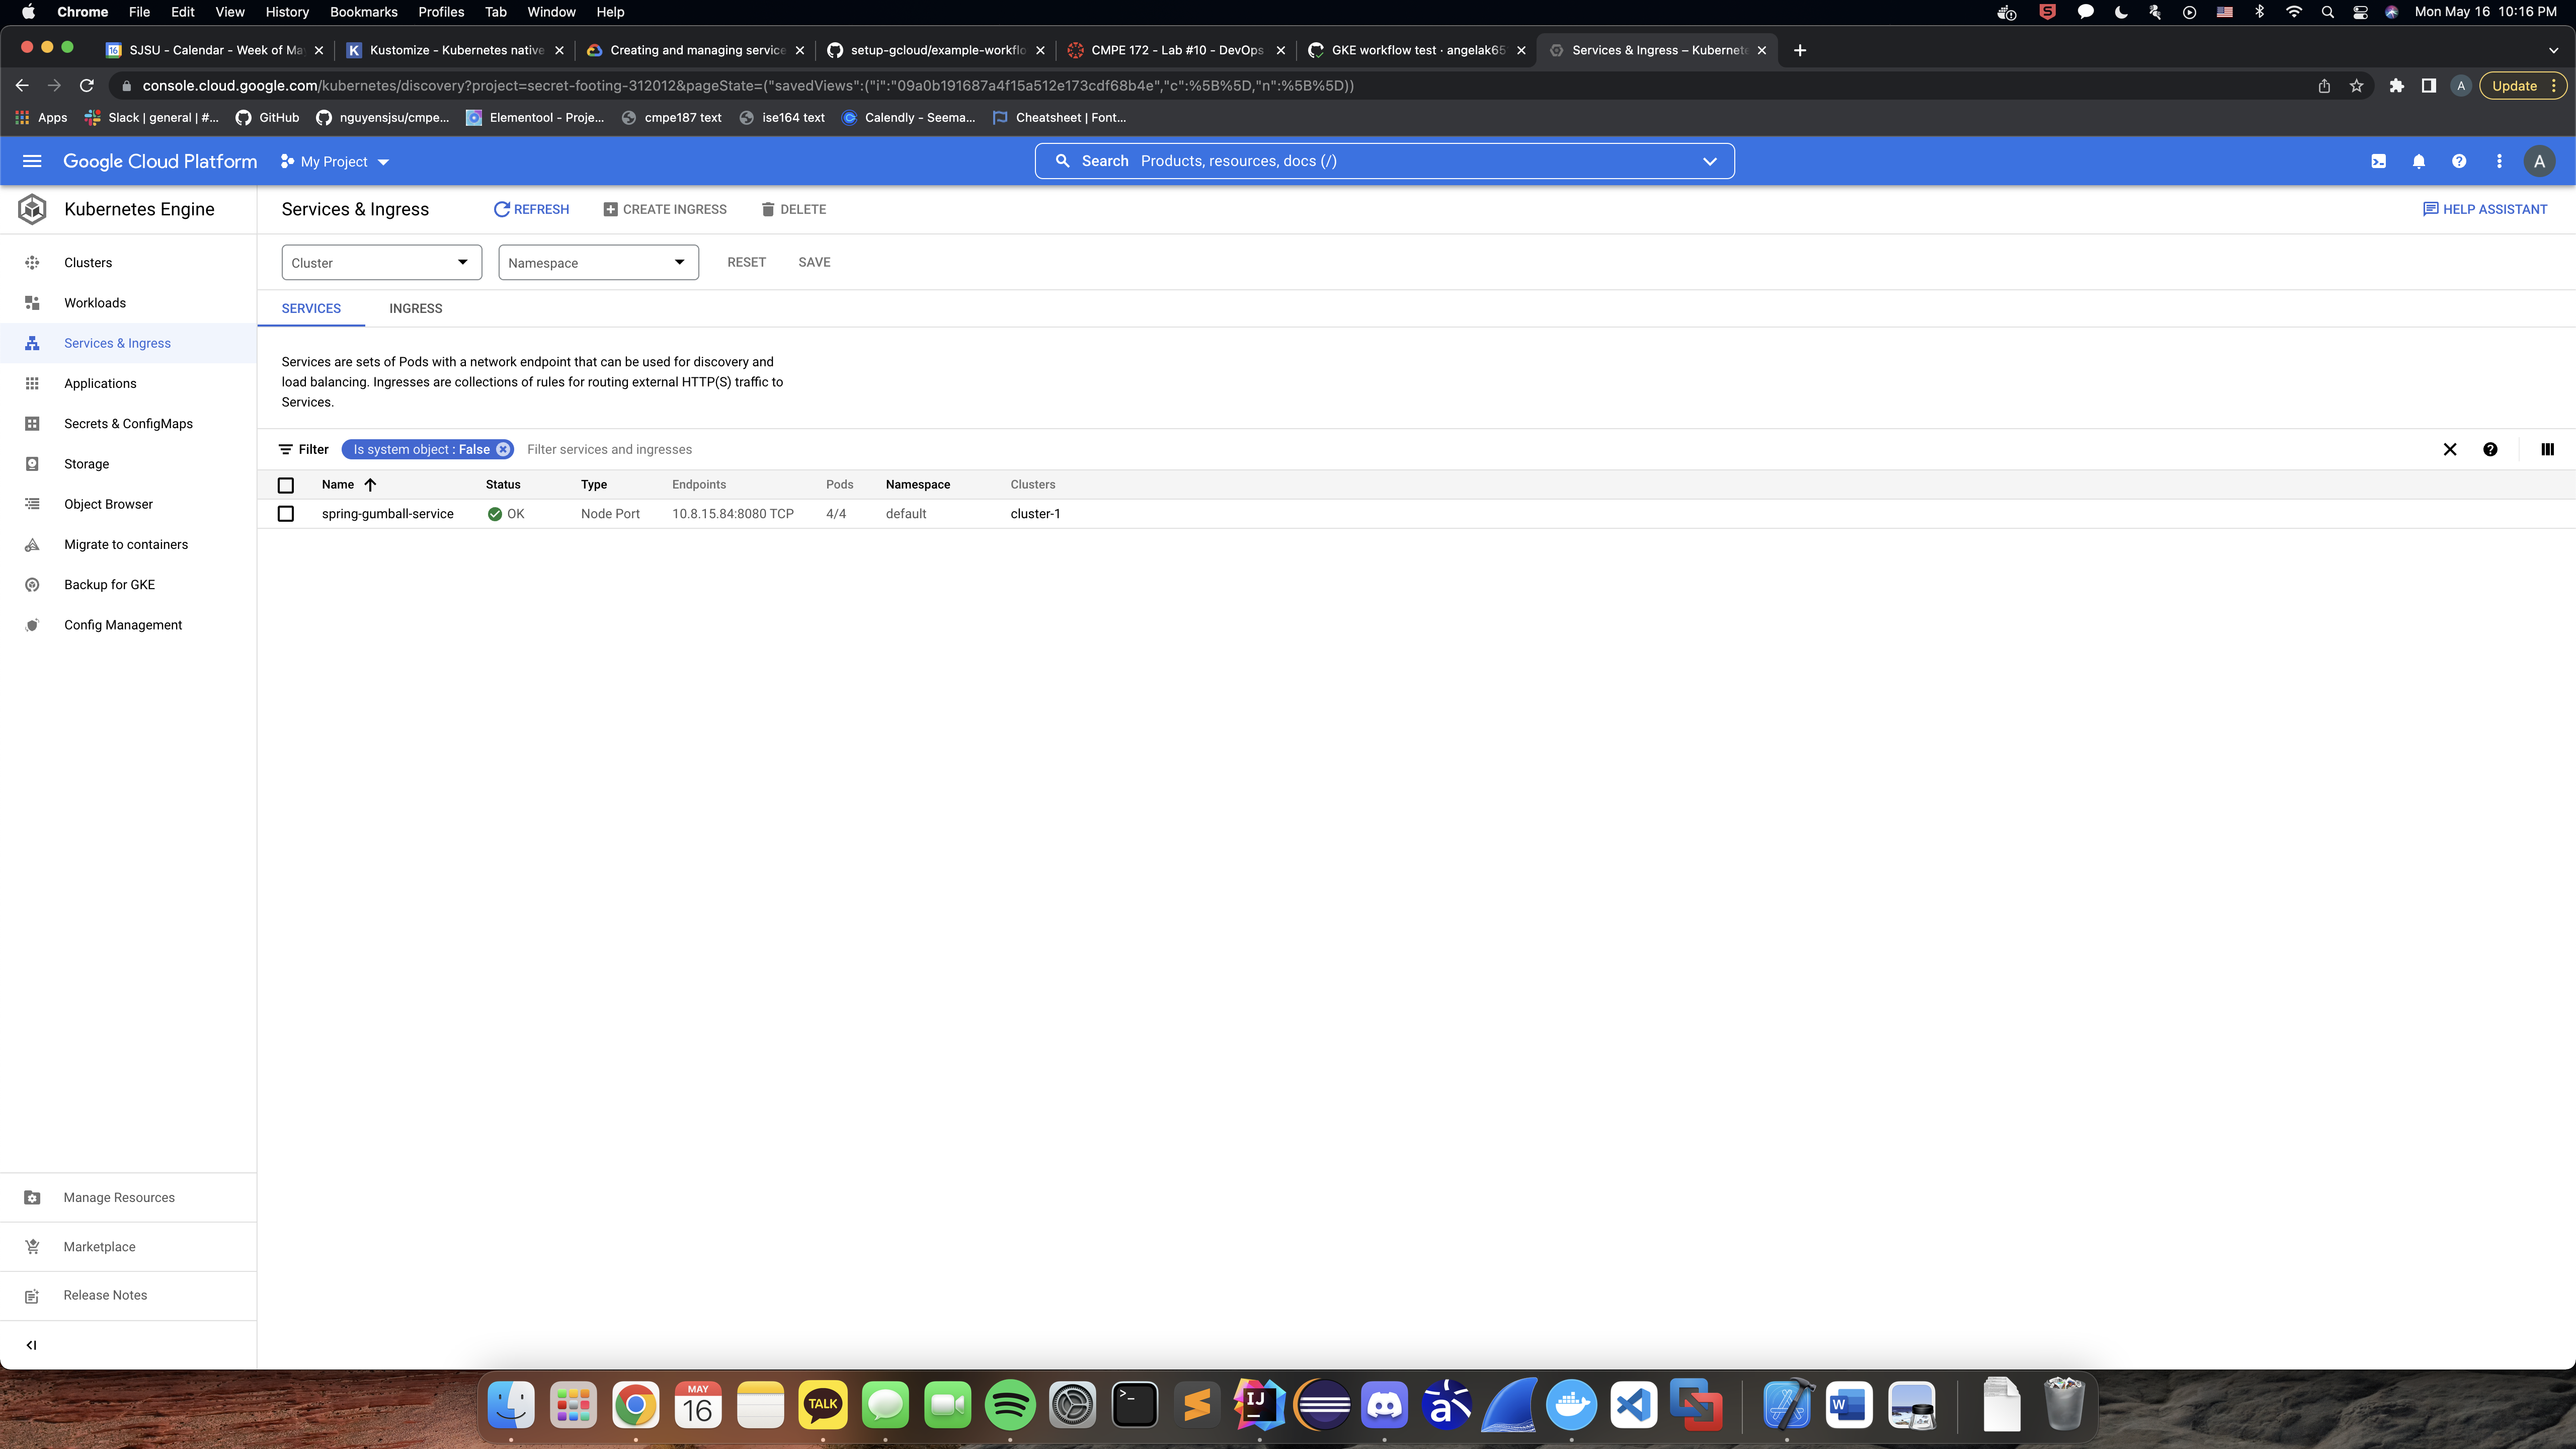 Chrome File Edit View History Bookmarks Profiles Tab Window Help Mon May 16 10:16 PM
SJSU - Calendar - Week of Ma Kustomize - Kubernetes native Creating and managing service setup-gcloud/example-workflo CMPE 172 - Lab #10 - DevOps GKE workflow test · angelak65 Services & Ingress – Kubernete
console.cloud.google.com/kubernetes/discovery?project=secret-footing-312012&pageState=("savedViews":("i":"09a0b191687a4f15a512e173cdf68b4e","c":%5B%5D,"n":%5B%5D)) A Update
Apps Slack | general | #... GitHub nguyensjsu/cmpe... Elementool - Proje... cmpe187 text ise164 text Calendly - Seema... Cheatsheet | Font...
Google Cloud Platform My Project Search Products, resources, docs (/) A
Kubernetes Engine
Services & Ingress REFRESH CREATE INGRESS DELETE HELP ASSISTANT
Clusters
Workloads
Services & Ingress
Applications
Secrets & ConfigMaps
Storage
Object Browser
Migrate to containers
Backup for GKE
Config Management
Manage Resources
Marketplace
Release Notes
Cluster Namespace RESET SAVE
SERVICES INGRESS
Services are sets of Pods with a network endpoint that can be used for discovery and
load balancing. Ingresses are collections of rules for routing external HTTP(S) traffic to
Services.
Filter Is system object : False Filter services and ingresses
Name Status Type Endpoints Pods Namespace Clusters
spring-gumball-service OK Node Port 10.8.15.84:8080 TCP 4/4 default cluster-1
MAY
16
TALK
IJ
W